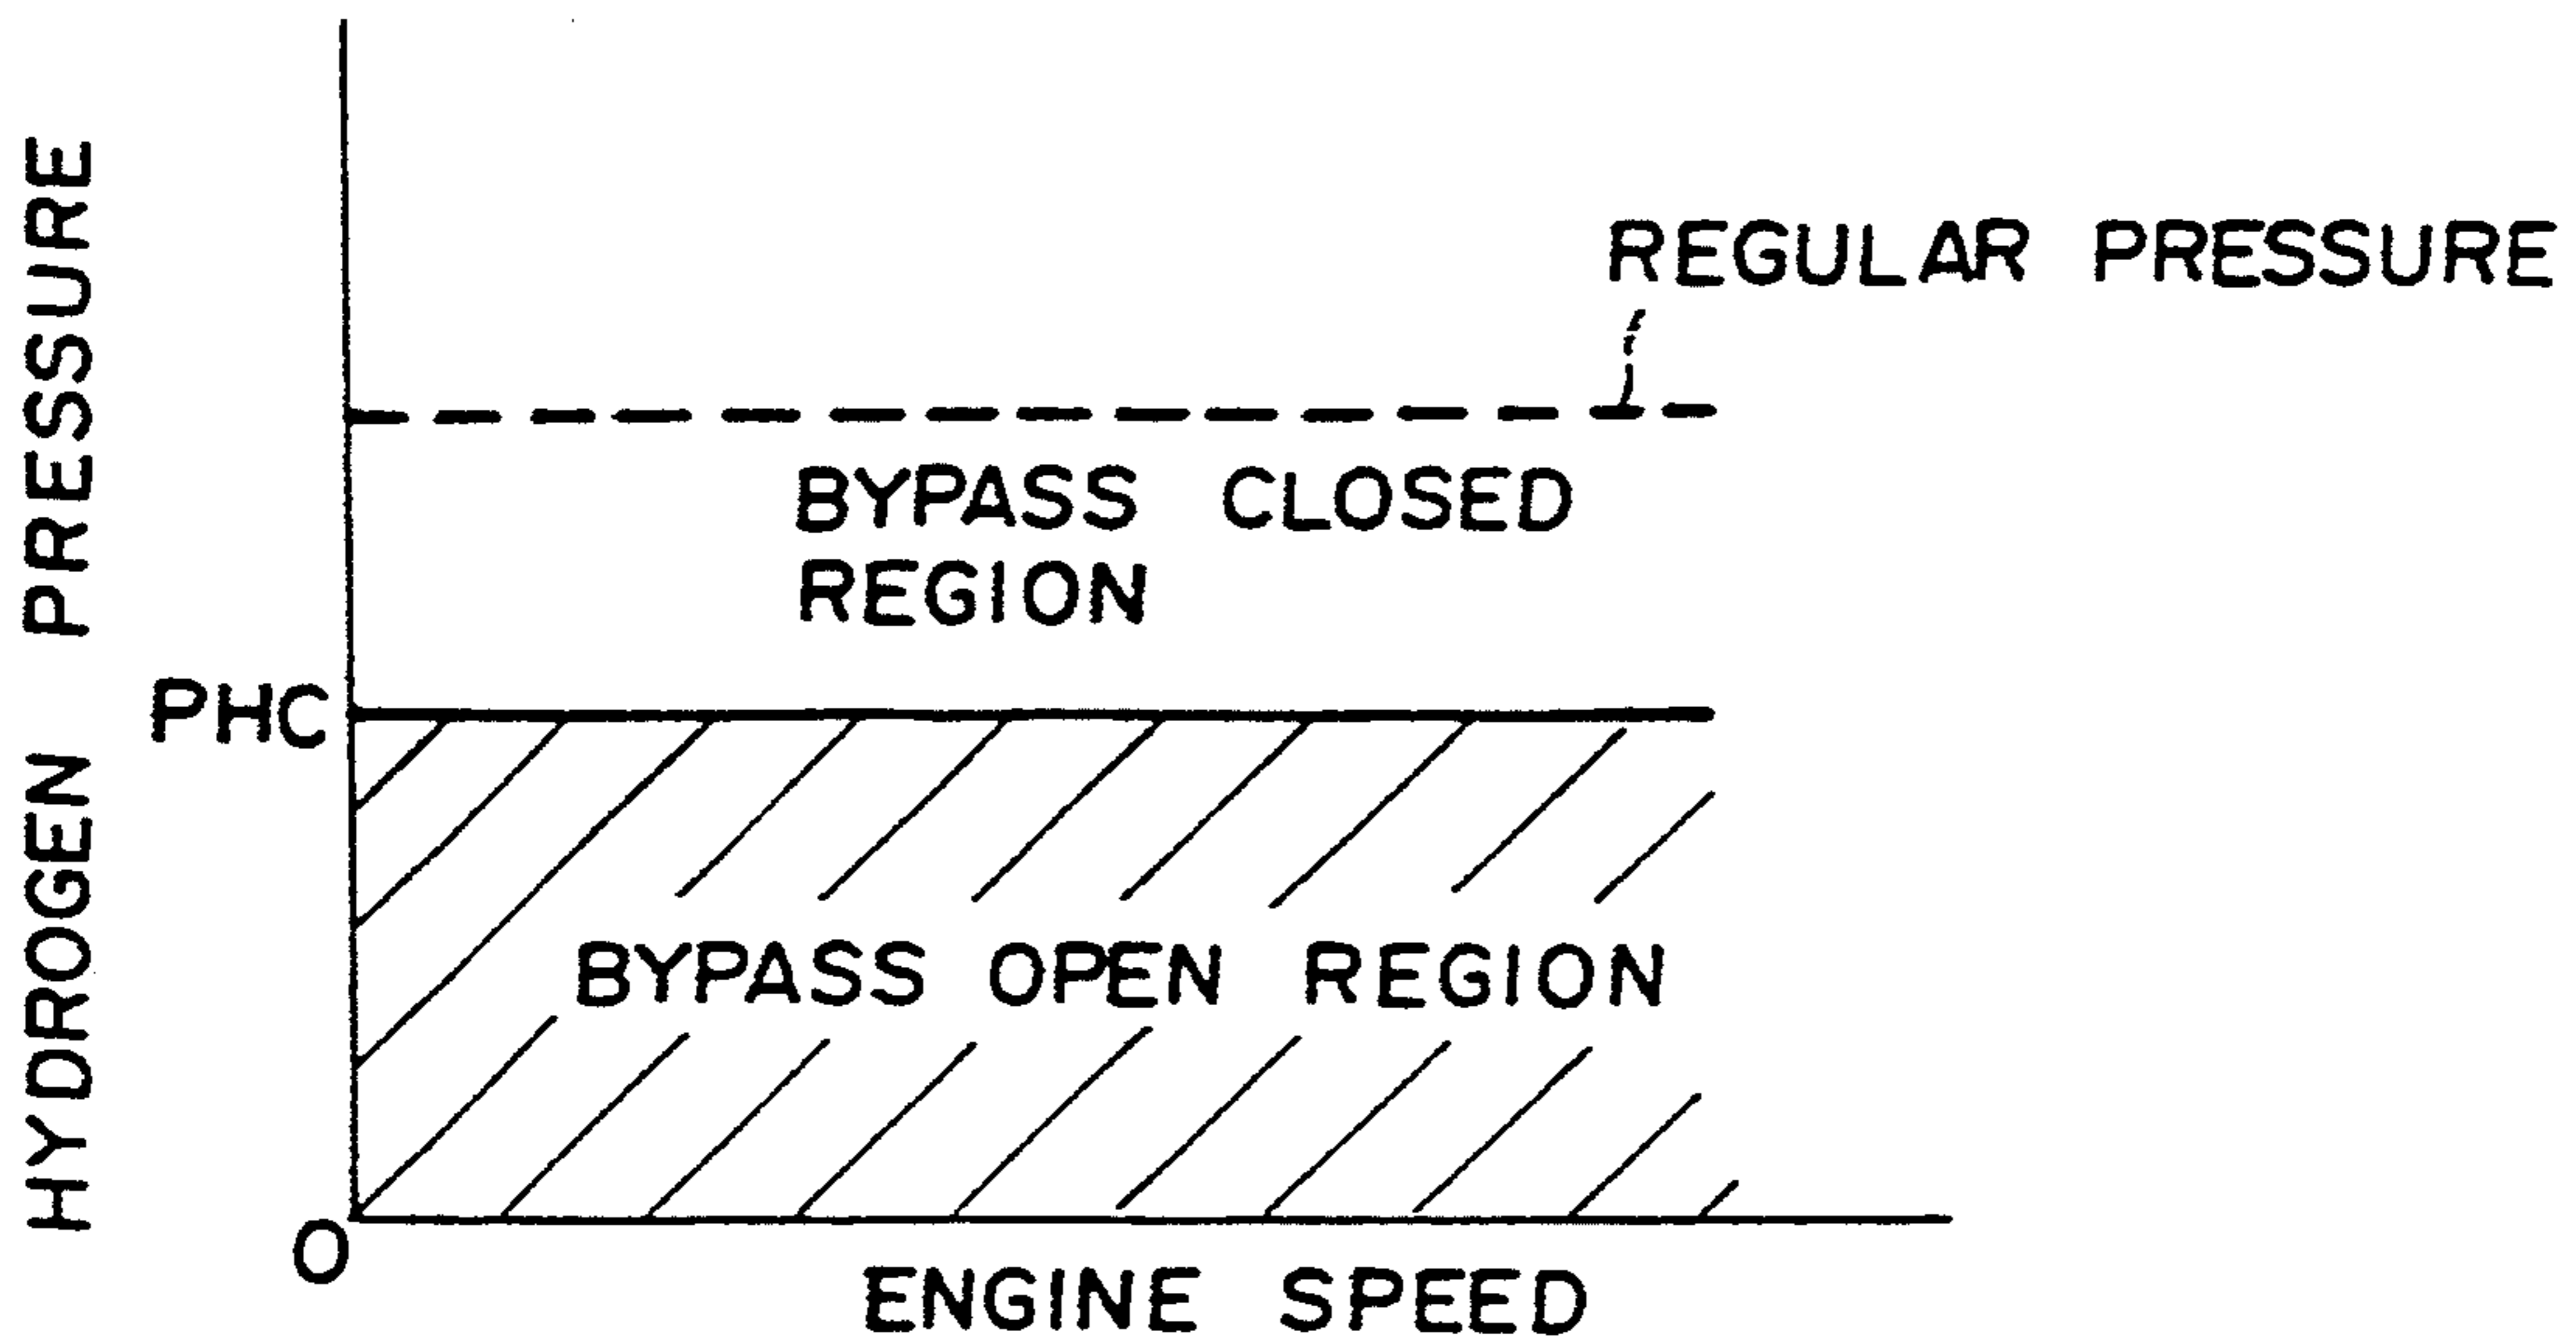 HYDROGEN PRESSURE
REGULAR PRESSURE
BYPASS CLOSED
REGION
PHC
BYPASS OPEN REGION
O
ENGINE SPEED